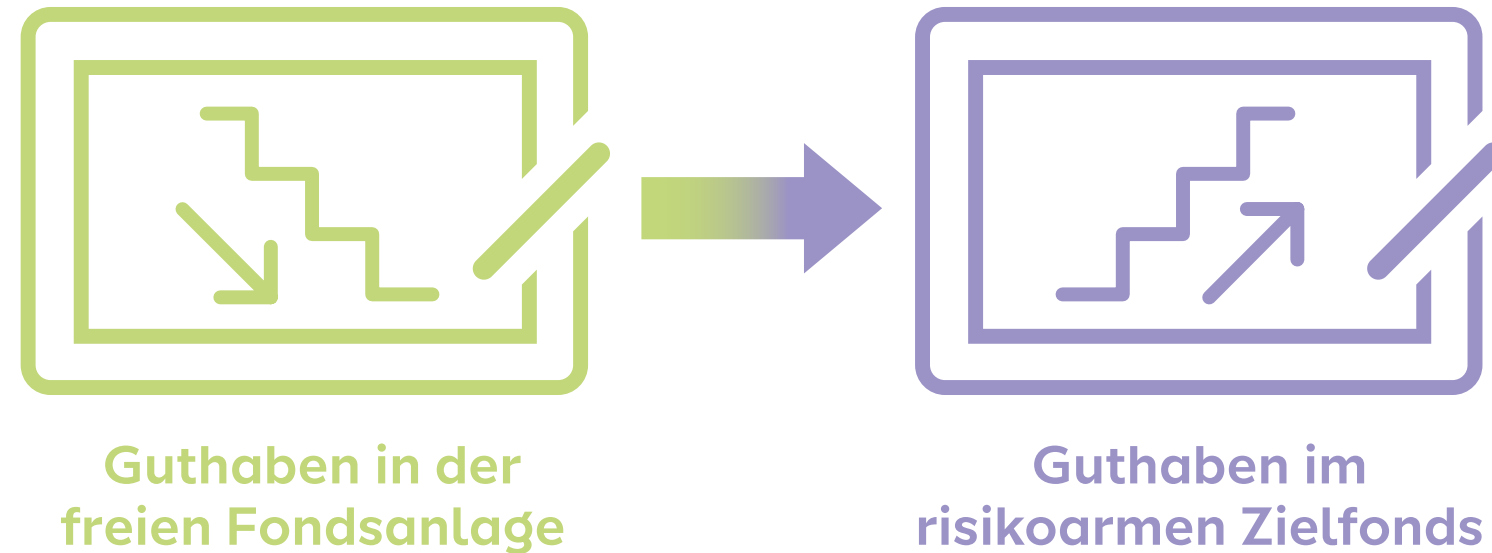 Guthaben in der
freien Fondsanlage
Guthaben im
risikoarmen Zielfonds